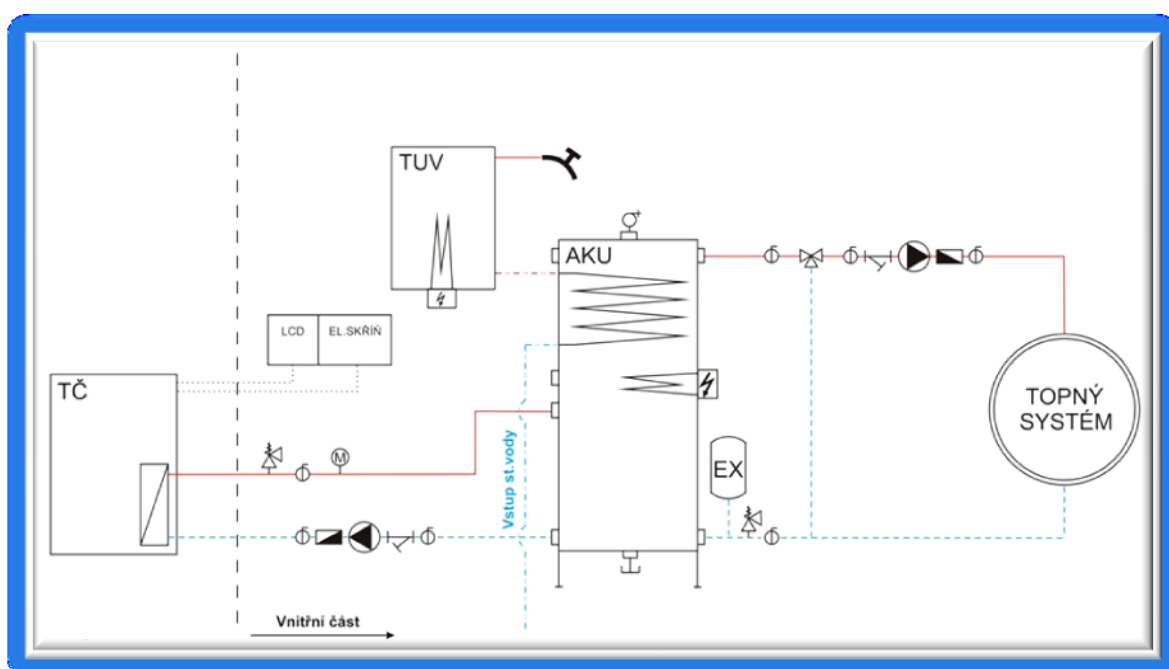 TUV
AKU
LCD
EL.SKŘÍŇ
TČ
TOPNÝ
SYSTÉM
M
EX
Vstup st.vody
Vnitřní část